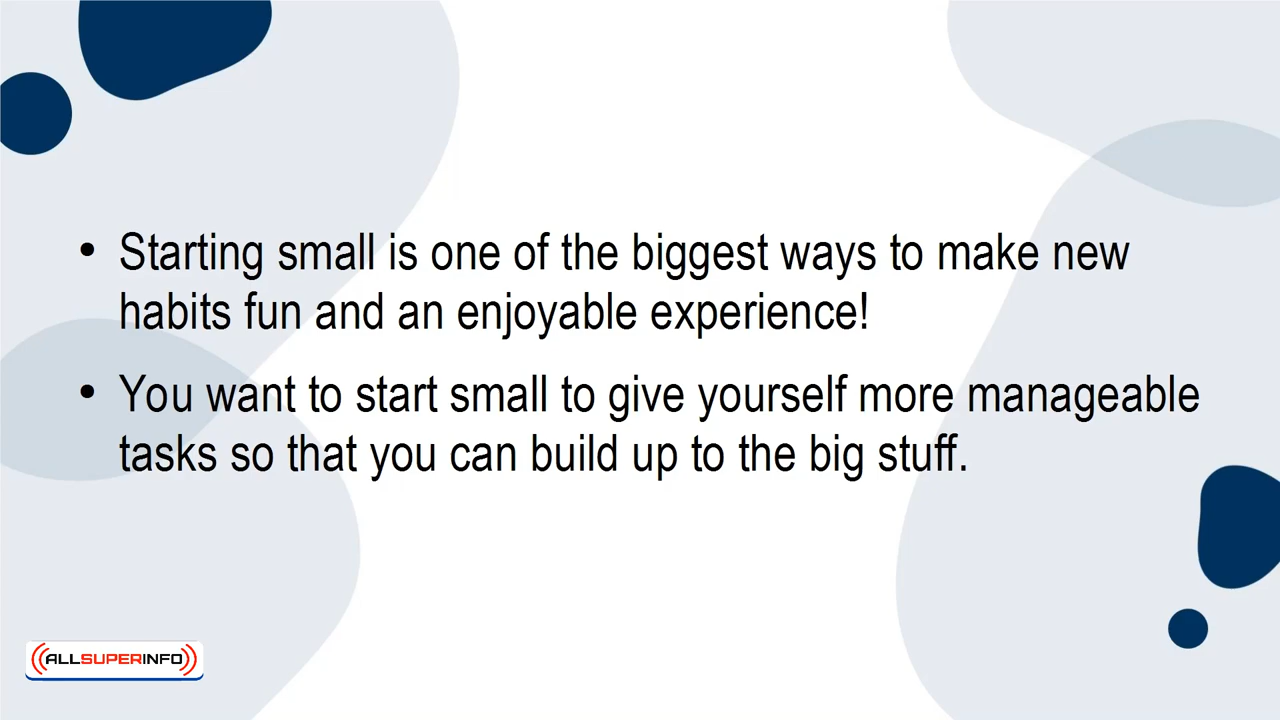 • Starting small is one of the biggest ways to make new
habits fun and an enjoyable experience!
• You want to start small to give yourself more manageable
tasks so that you can build up to the big stuff.
ALLSUPERINFO